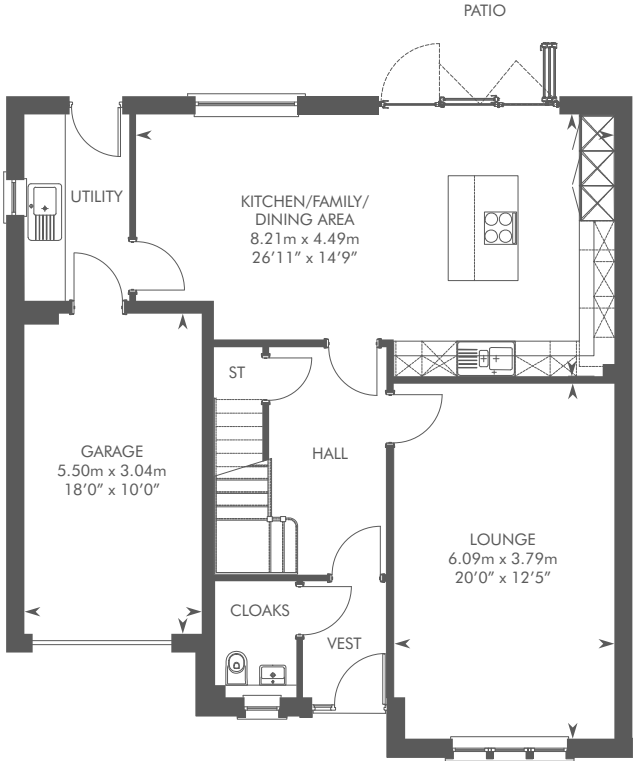 PATIO
UTILITY
KITCHEN/FAMILY/
DINING AREA
8.21m x 4.49m
26’11” x 14’9”
ST
HALL
GARAGE
5.50m x 3.04m
18’0” x 10’0”
LOUNGE
6.09m x 3.79m
20’0” x 12’5”
CLOAKS
VEST